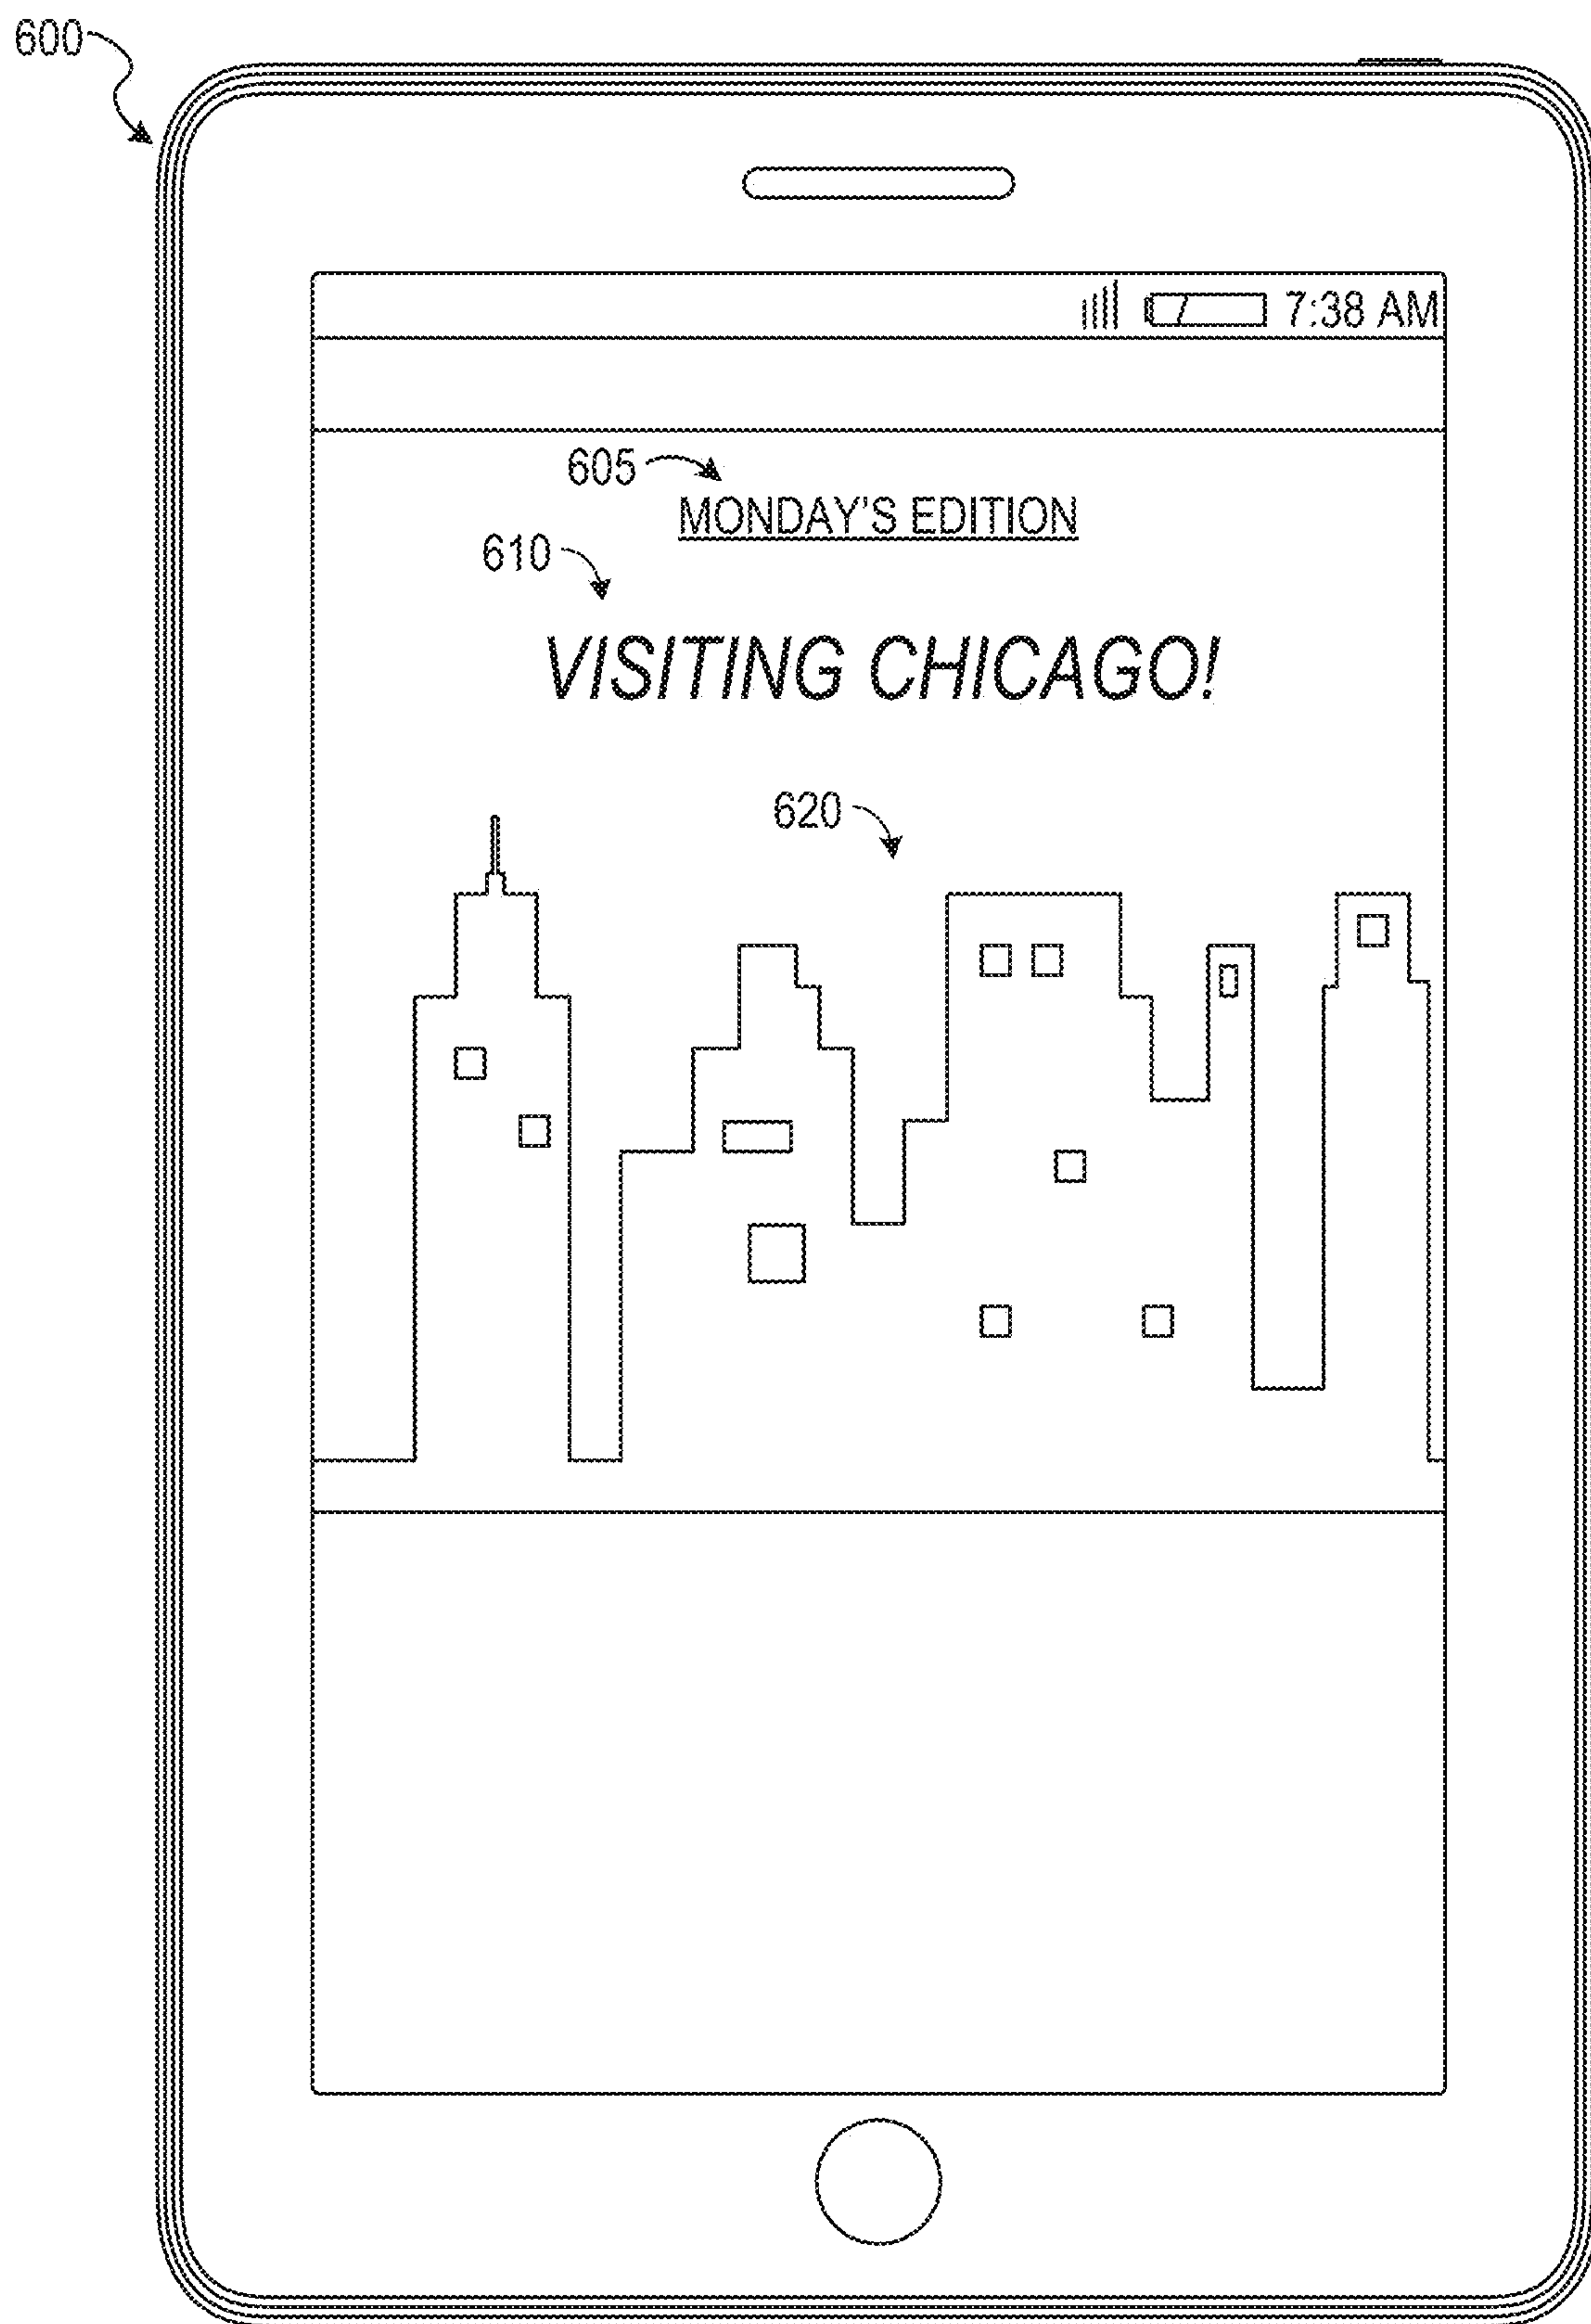 600
7:38 AM
605
MONDAY'S EDITION
610
VISITING CHICAGO!
620